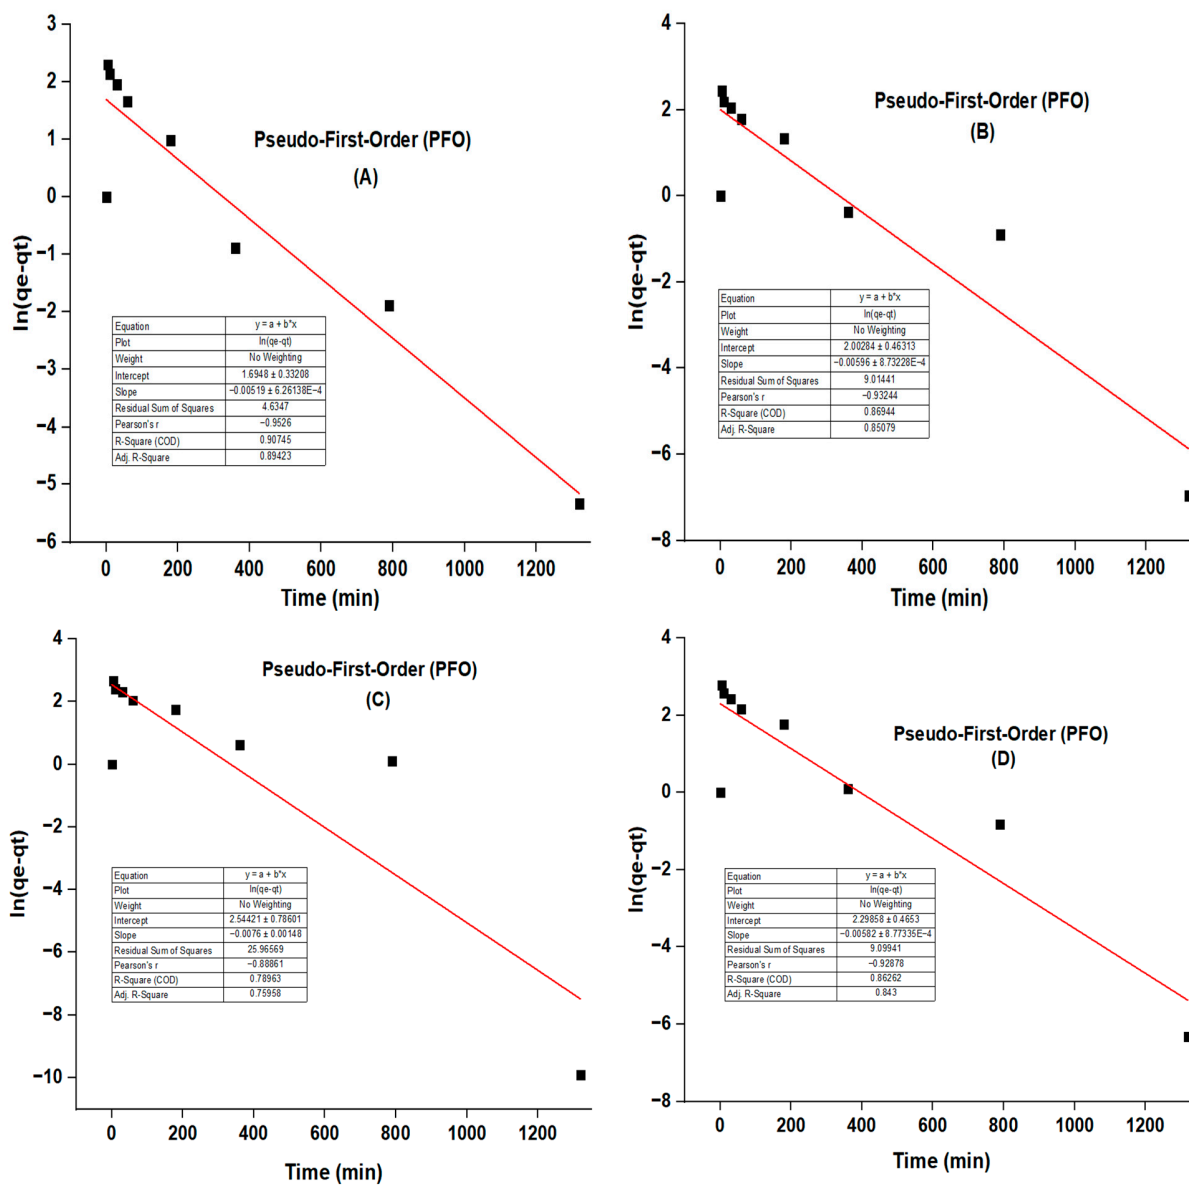 3
2
1
0
−1
−2
−3
−4
−5
−6
ln(qe-qt)
Pseudo-First-Order (PFO)
(A)
Equation y = a + b*x
Plot ln(qe-qt)
Weight No Weighting
Intercept 1.6948 ± 0.33208
Slope −0.00519 ± 6.26138E−4
Residual Sum of Squares 4.6347
Pearson's r −0.9526
R-Square (COD) 0.90745
Adj. R-Square 0.89423
0 200 400 600 800 1000 1200
Time (min)
4
2
0
−2
−4
−6
−8
ln(qe-qt)
Pseudo-First-Order (PFO)
(B)
Equation y = a + b*x
Plot ln(qe-qt)
Weight No Weighting
Intercept 2.00284 ± 0.46313
Slope −0.00596 ± 8.73228E−4
Residual Sum of Squares 9.01441
Pearson's r −0.93244
R-Square (COD) 0.86944
Adj. R-Square 0.85079
0 200 400 600 800 1000 1200
Time (min)
4
2
0
−2
−4
−6
−8
−10
ln(qe-qt)
Pseudo-First-Order (PFO)
(C)
Equation y = a + b*x
Plot ln(qe-qt)
Weight No Weighting
Intercept 2.54421 ± 0.78601
Slope −0.0076 ± 0.00148
Residual Sum of Squares 25.96569
Pearson's r −0.88861
R-Square (COD) 0.78963
Adj. R-Square 0.75958
0 200 400 600 800 1000 1200
Time (min)
4
2
0
−2
−4
−6
−8
ln(qe-qt)
Pseudo-First-Order (PFO)
(D)
Equation y = a + b*x
Plot ln(qe-qt)
Weight No Weighting
Intercept 2.29858 ± 0.4653
Slope −0.00582 ± 8.77335E−4
Residual Sum of Squares 9.09941
Pearson's r −0.92878
R-Square (COD) 0.86262
Adj. R-Square 0.843
0 200 400 600 800 1000 1200
Time (min)